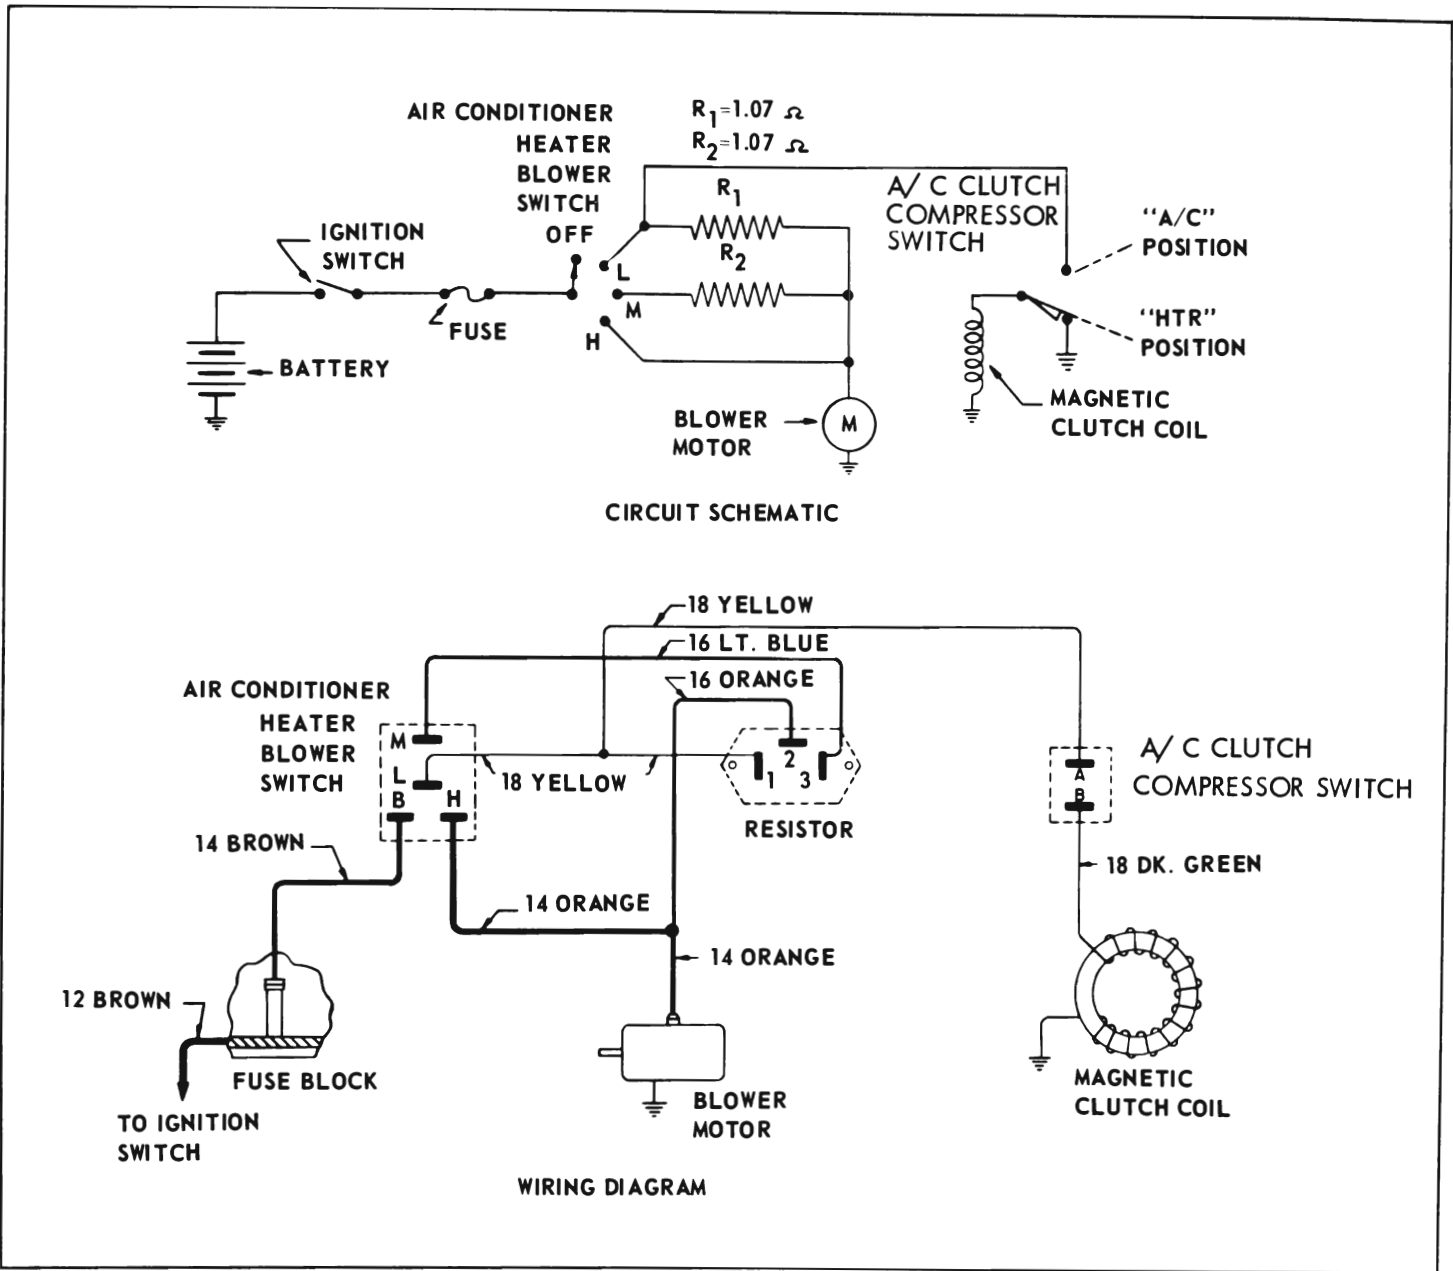 AIR CONDITIONER
HEATER
BLOWER
SWITCH
OFF
R1=1.07 Ω
R2=1.07 Ω
R1
R2
A/ C CLUTCH
COMPRESSOR
SWITCH
"A/C"
POSITION
IGNITION
SWITCH
L
M
H
FUSE
"HTR"
POSITION
BATTERY
BLOWER
MOTOR
M
MAGNETIC
CLUTCH COIL
CIRCUIT SCHEMATIC
18 YELLOW
16 LT. BLUE
16 ORANGE
AIR CONDITIONER
HEATER
BLOWER
SWITCH
M
L
B
H
18 YELLOW
1
2
3
RESISTOR
A
B
A/ C CLUTCH
COMPRESSOR SWITCH
14 BROWN
18 DK. GREEN
14 ORANGE
14 ORANGE
12 BROWN
FUSE BLOCK
TO IGNITION
SWITCH
BLOWER
MOTOR
MAGNETIC
CLUTCH COIL
WIRING DIAGRAM